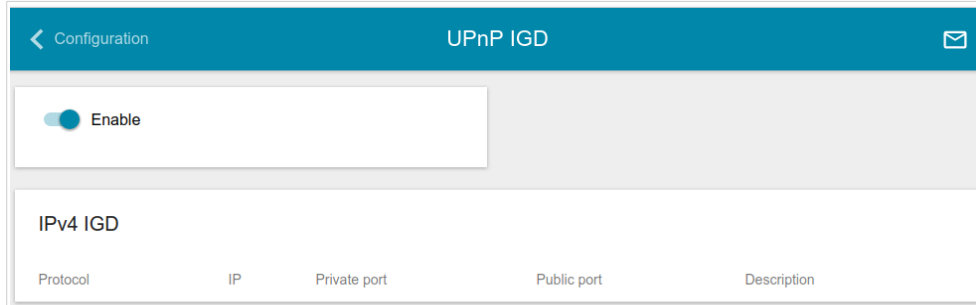 Configuration UPnP IGD
Enable
IPv4 IGD
Protocol IP Private port Public port Description